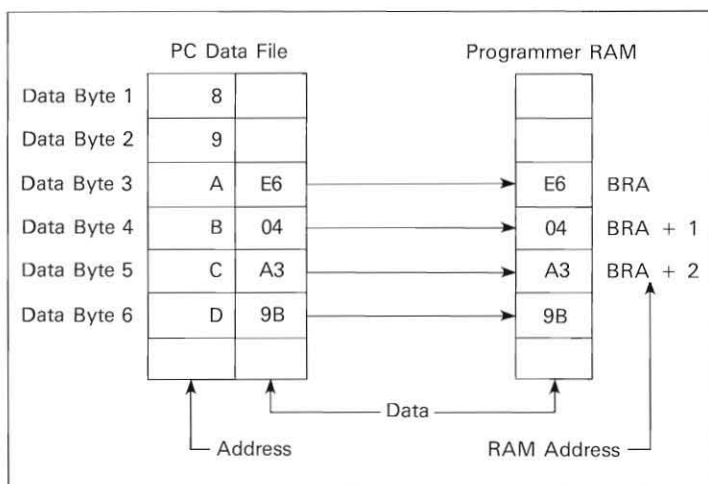 PC Data File Programmer RAM
Data Byte 1 8
Data Byte 2 9
Data Byte 3 A E6 E6 BRA
Data Byte 4 B 04 04 BRA + 1
Data Byte 5 C A3 A3 BRA + 2
Data Byte 6 D 9B 9B
Data
Address RAM Address